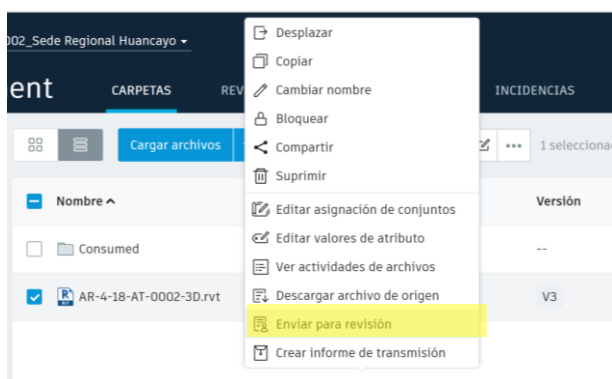 002_Sede Regional Huancayo
ent
CARPETAS
REV
INCIDENCIAS
Cargar archivos
1 selecciona
Nombre
Versión
Consumed
--
AR-4-18-AT-0002-3D.rvt
V3
Desplazar
Copiar
Cambiar nombre
Bloquear
Compartir
Suprimir
Editar asignación de conjuntos
Editar valores de atributo
Ver actividades de archivos
Descargar archivo de origen
Enviar para revisión
Crear informe de transmisión